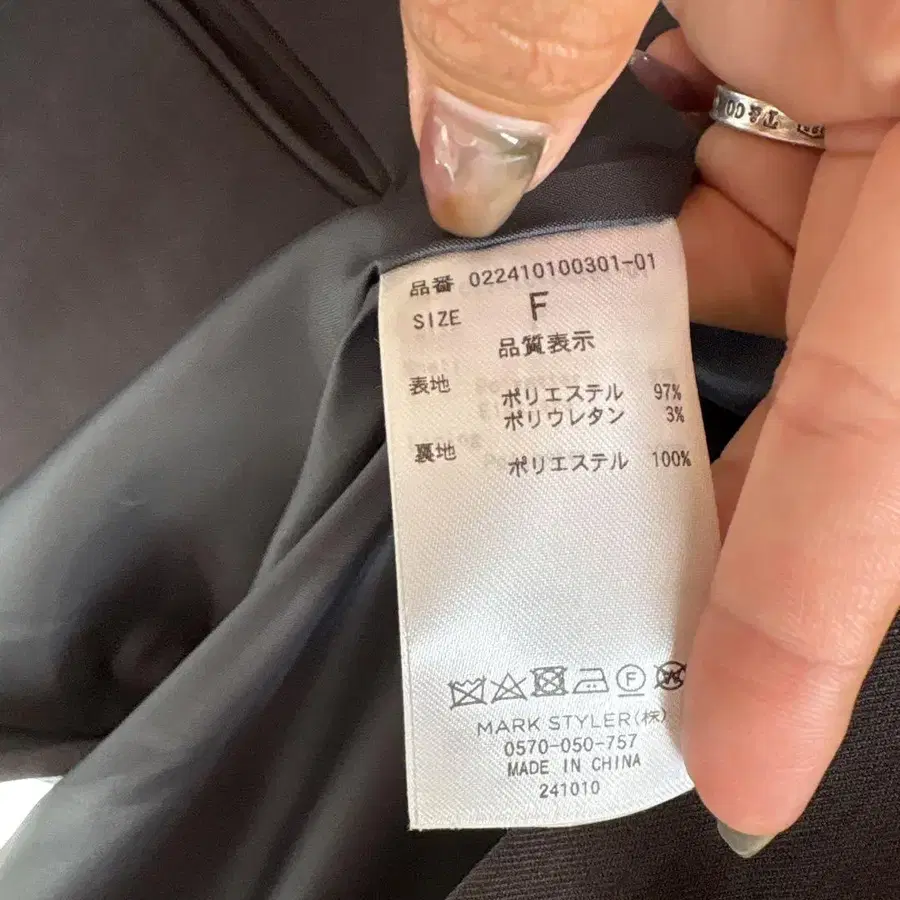 品番 022410100301-01
SIZE F
品質表示
表地 ポリエステル 97%
ポリウレタン 3%
裏地 ポリエステル 100%
F
MARK STYLER(株)
0570-050-757
MADE IN CHINA
241010